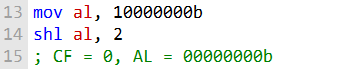 13 mov al, 10000000b
14 shl al, 2
15 ; CF = 0, AL = 00000000b